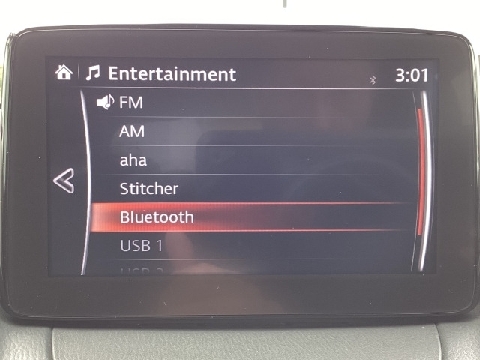 Entertainment 3:01
FM
AM
aha
Stitcher
Bluetooth
USB 1